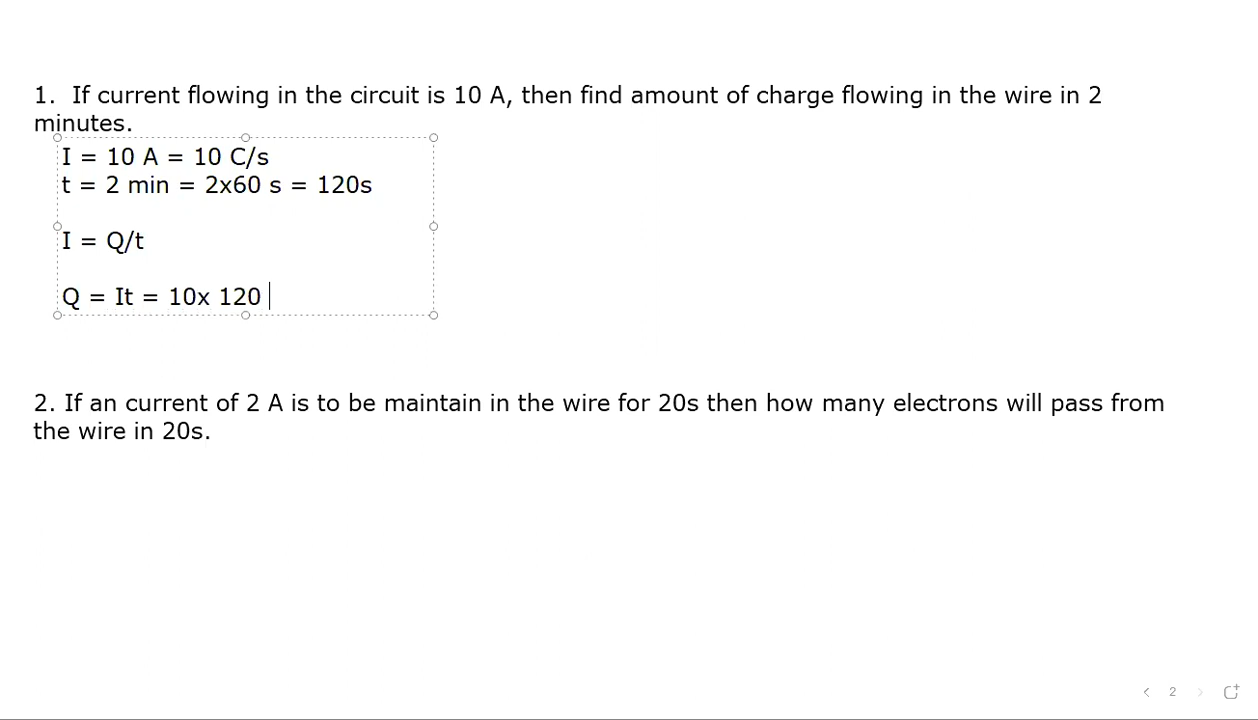 1. If current flowing in the circuit is 10 A, then find amount of charge flowing in the wire in 2
minutes.
I = 10 A = 10 C/s
t = 2 min = 2x60 s = 120s
I = Q/t
Q = It = 10x 120
2. If an current of 2 A is to be maintain in the wire for 20s then how many electrons will pass from
the wire in 20s.
2